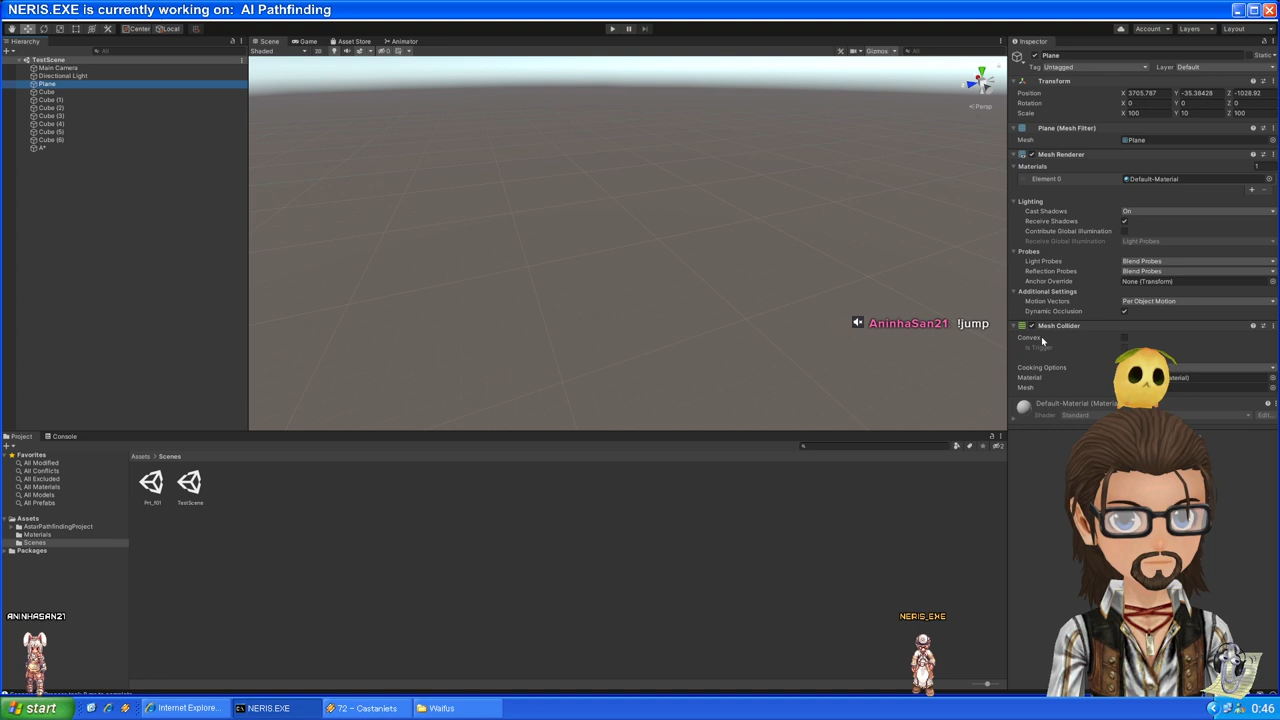 NERIS.EXE is currently working on: AI Pathfinding
Center Local
Account Layers Layout
Hierarchy
All
TestScene
Main Camera
Directional Light
Plane
Cube
Cube (1)
Cube (2)
Cube (3)
Cube (4)
Cube (5)
Cube (6)
A*
Scene Game Asset Store Animator
Shaded 2D Gizmos All
Persp
AninhaSan21 !jump
Inspector
Plane Static
Tag Untagged Layer Default
Transform
Position X 3705.787 Y -35.38428 Z -1028.92
Rotation X 0 Y 0 Z 0
Scale X 100 Y 10 Z 100
Plane (Mesh Filter)
Mesh Plane
Mesh Renderer
Materials 1
Element 0 Default-Material
Lighting
Cast Shadows On
Receive Shadows
Contribute Global Illumination
Receive Global Illumination Light Probes
Probes
Light Probes Blend Probes
Reflection Probes Blend Probes
Anchor Override None (Transform)
Additional Settings
Motion Vectors Per Object Motion
Dynamic Occlusion
Mesh Collider
Convex
Is Trigger
Cooking Options
Material
Mesh
Default-Material
Shader Standard Edit...
Project Console
Favorites
All Modified
All Conflicts
All Excluded
All Materials
All Models
All Prefabs
Assets
AstarPathfindingProject
Materials
Scenes
Packages
Assets Scenes
Prt_f01 TestScene
ANINHASAN21
NERIS_EXE
start Internet Explore... NERIS.EXE 72 – Castanets Waifus 0:46